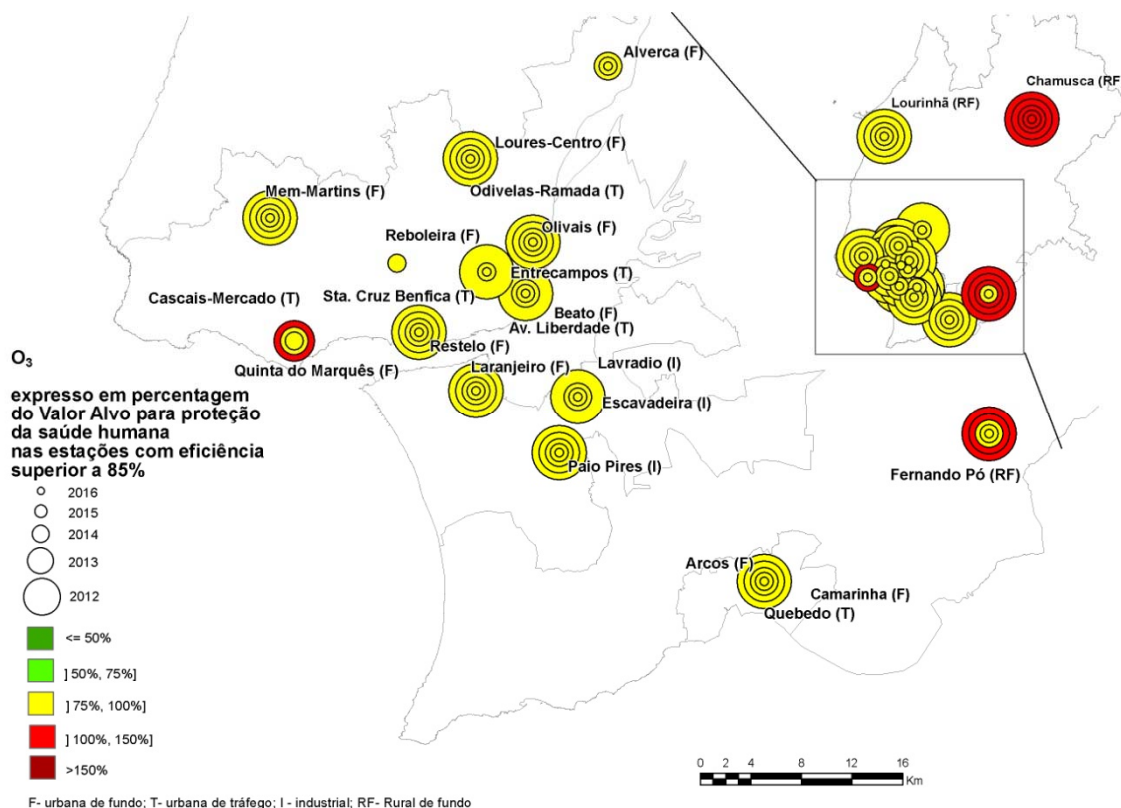 Alverca (F)
Chamusca (RF
Lourinhã (RF)
Loures-Centro (F)
Odivelas-Ramada (T)
Mem-Martins (F)
Olivais (F)
Reboleira (F)
Entrecampos (T)
Cascais-Mercado (T)
Sta. Cruz Benfica (T)
Beato (F)
Av. Liberdade (T)
Restelo (F)
Quinta do Marquês (F)
Laranjeiro (F)
Lavradio (I)
Escavadeira (I)
Paio Pires (I)
Fernando Pó (RF)
Arcos (F)
Camarinha (F)
Quebedo (T)
O3
expresso em percentagem
do Valor Alvo para proteção
da saúde humana
nas estações com eficiência
superior a 85%
2016
2015
2014
2013
2012
<= 50%
] 50%, 75%]
] 75%, 100%]
] 100%, 150%]
>150%
0 2 4 8 12 16
Km
F- urbana de fundo; T- urbana de tráfego; I - industrial; RF- Rural de fundo